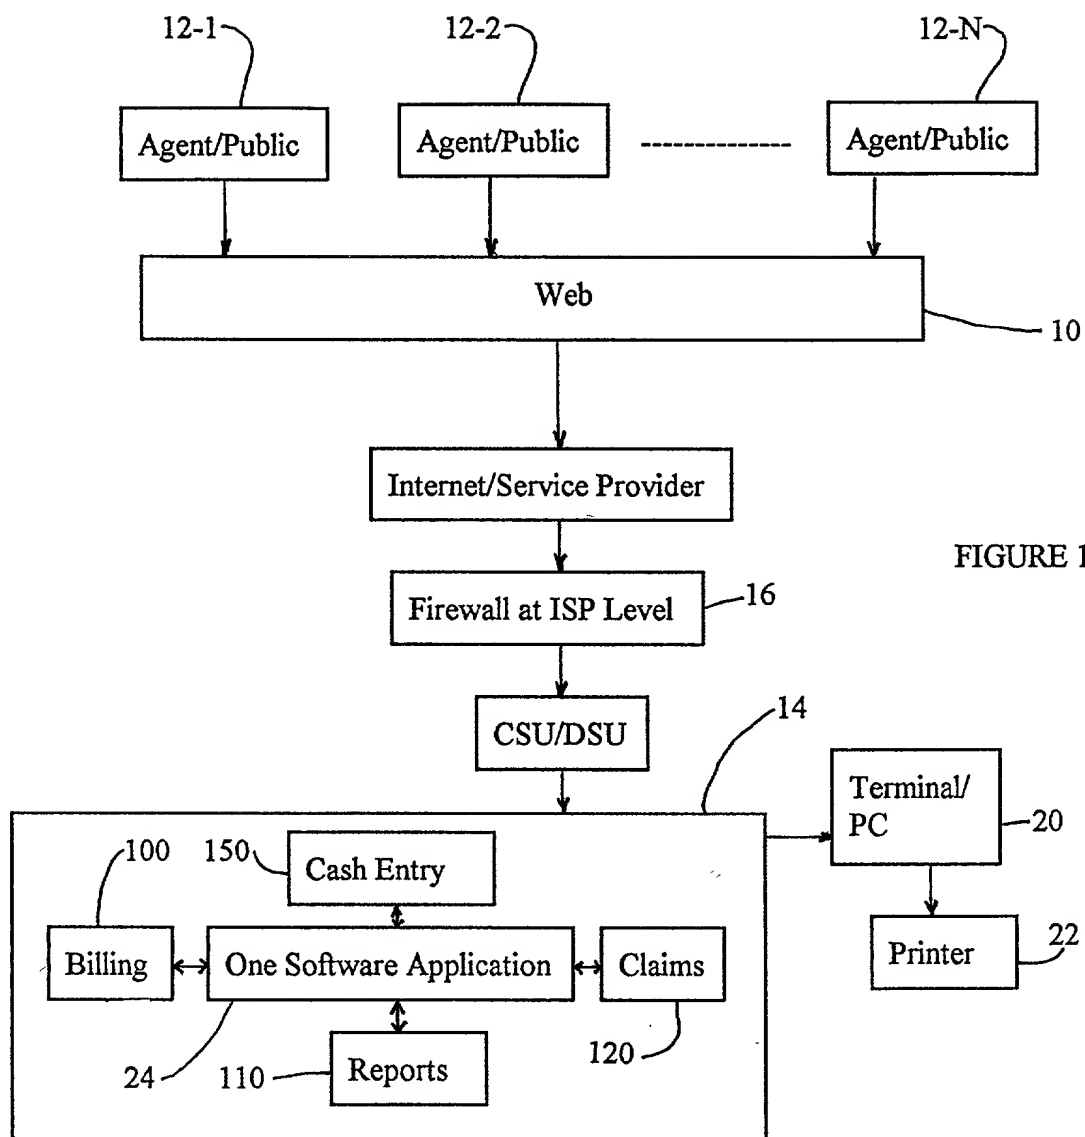 12-1
12-2
12-N
Agent/Public
Agent/Public
Agent/Public
Web
10
Internet/Service Provider
FIGURE 1
Firewall at ISP Level
16
CSU/DSU
14
Terminal/
PC
20
100
150
Cash Entry
Billing
One Software Application
Claims
Printer
22
24
110
Reports
120